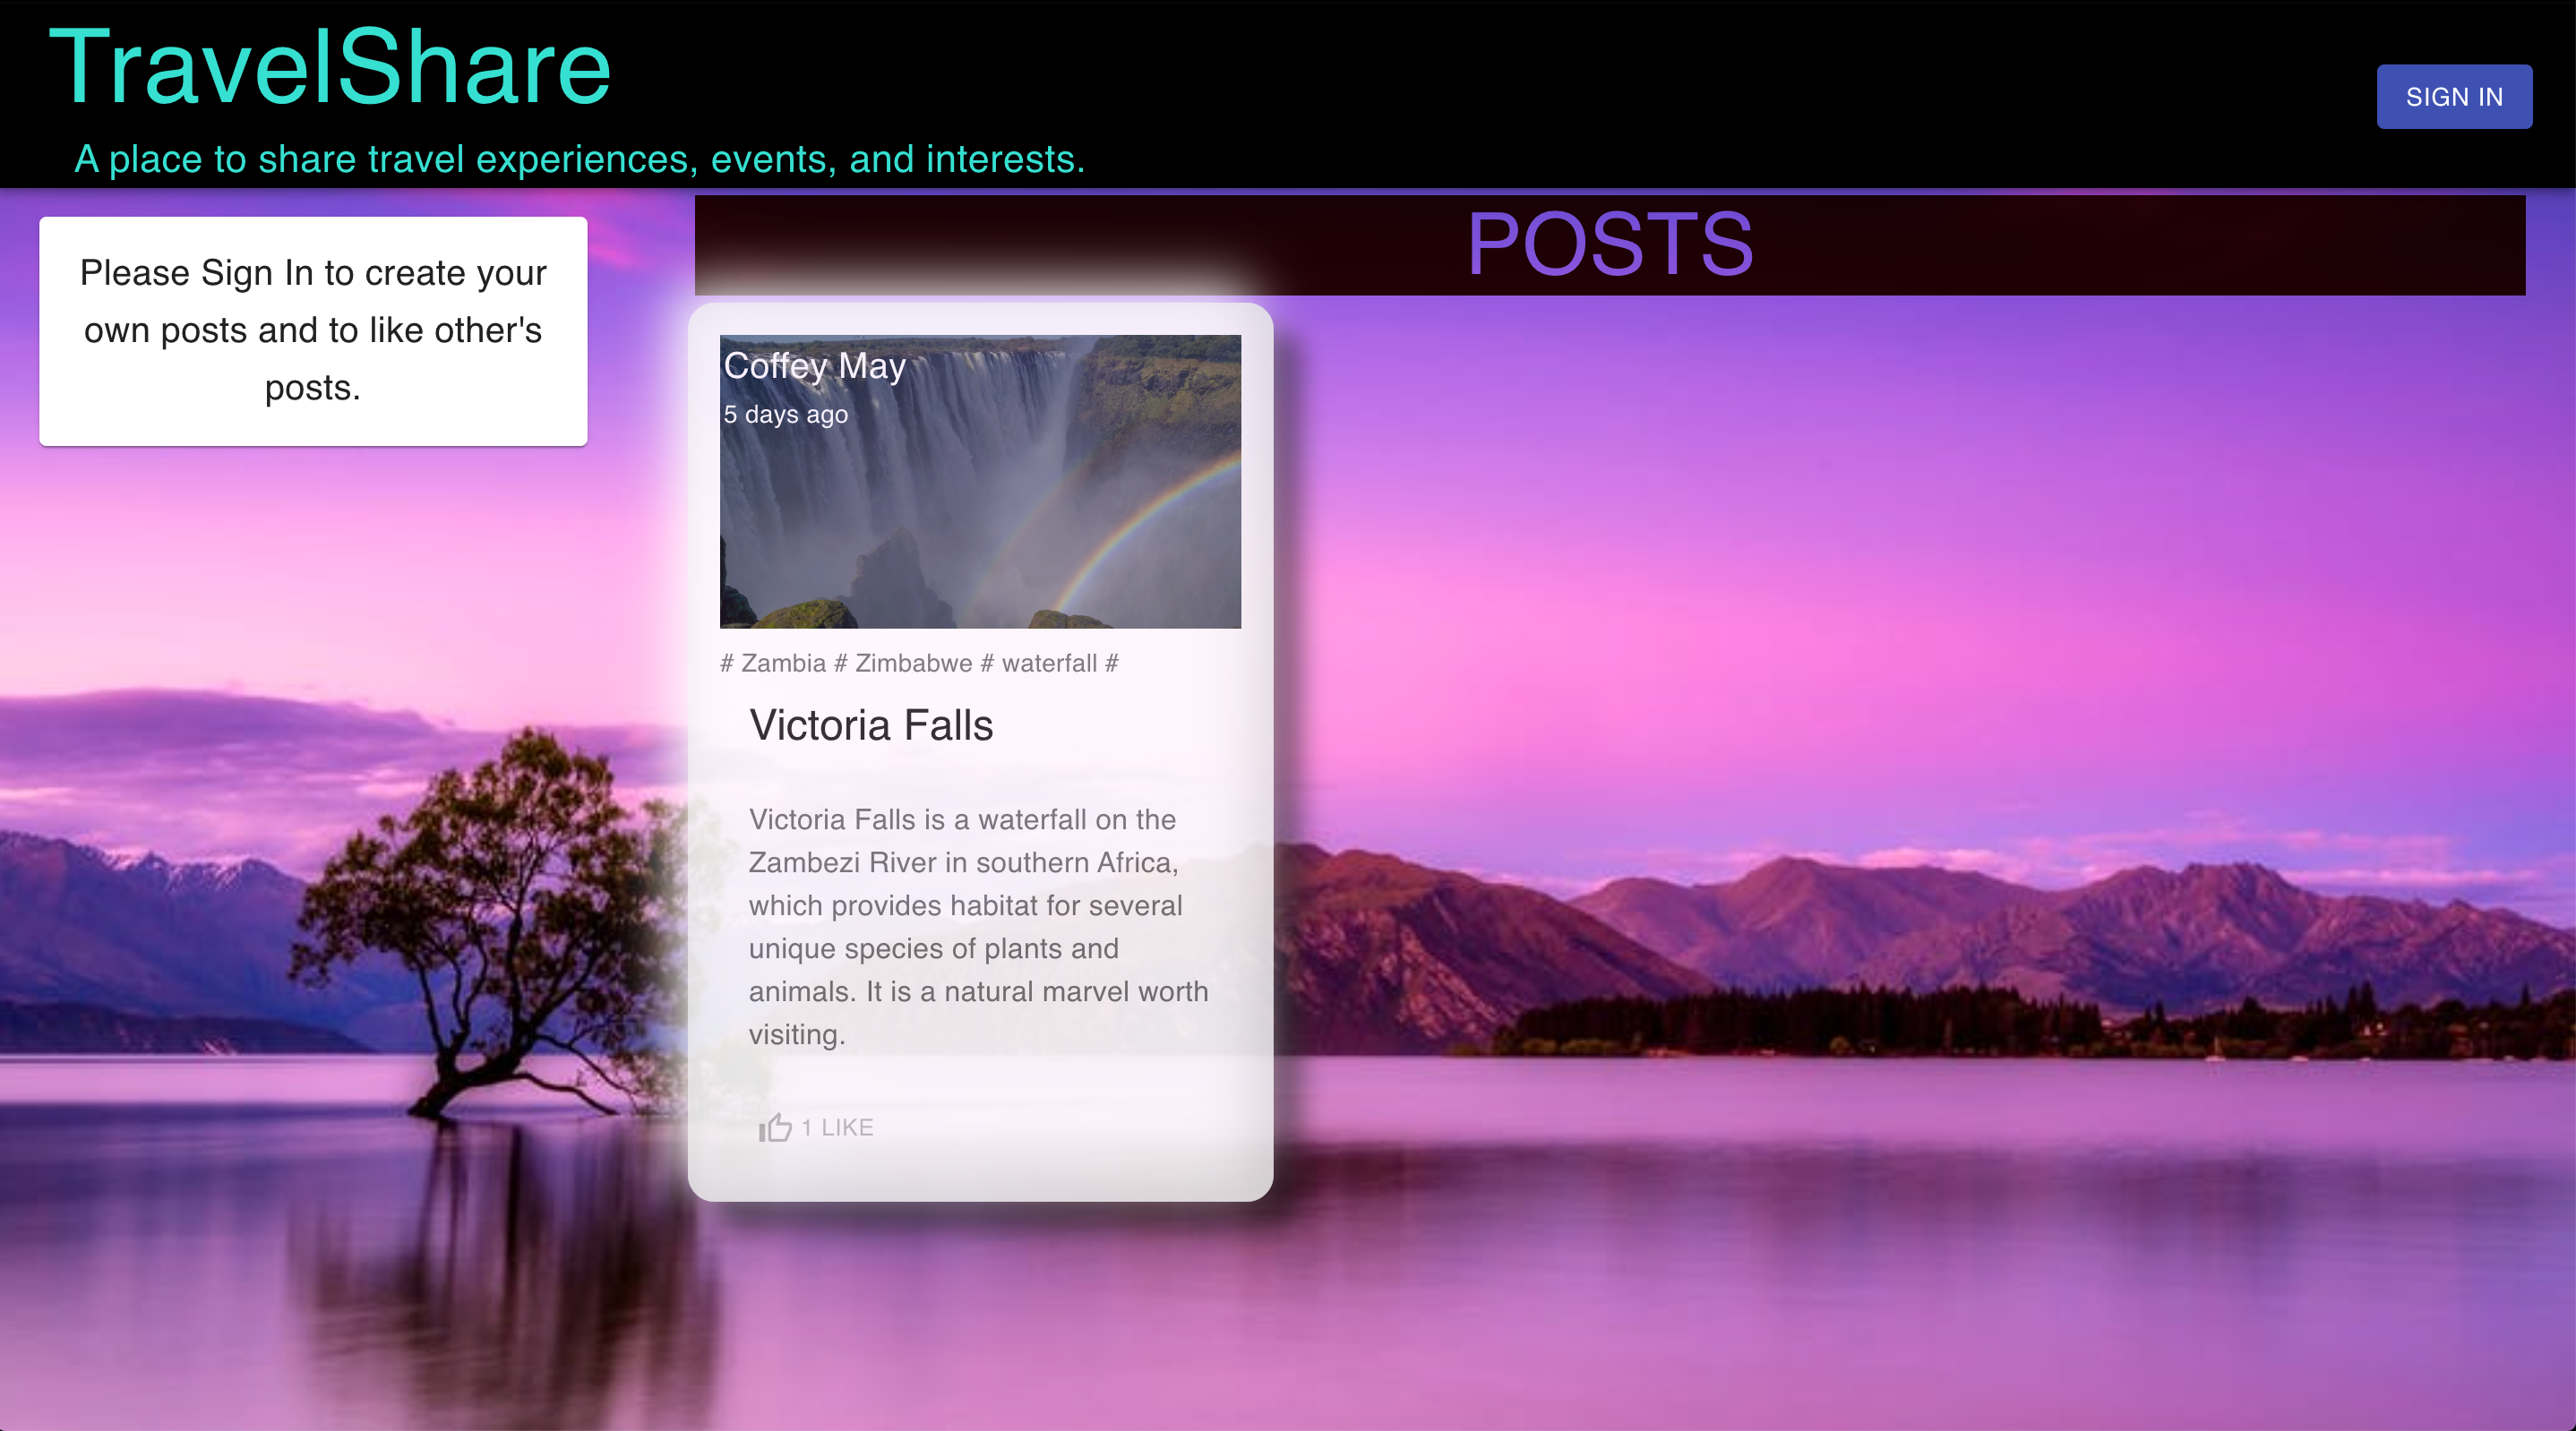 TravelShare
A place to share travel experiences, events, and interests.
SIGN IN
Please Sign In to create your
own posts and to like other's
posts.
POSTS
Coffey May
5 days ago
# Zambia # Zimbabwe # waterfall #
Victoria Falls
Victoria Falls is a waterfall on the
Zambezi River in southern Africa,
which provides habitat for several
unique species of plants and
animals. It is a natural marvel worth
visiting.
1 LIKE